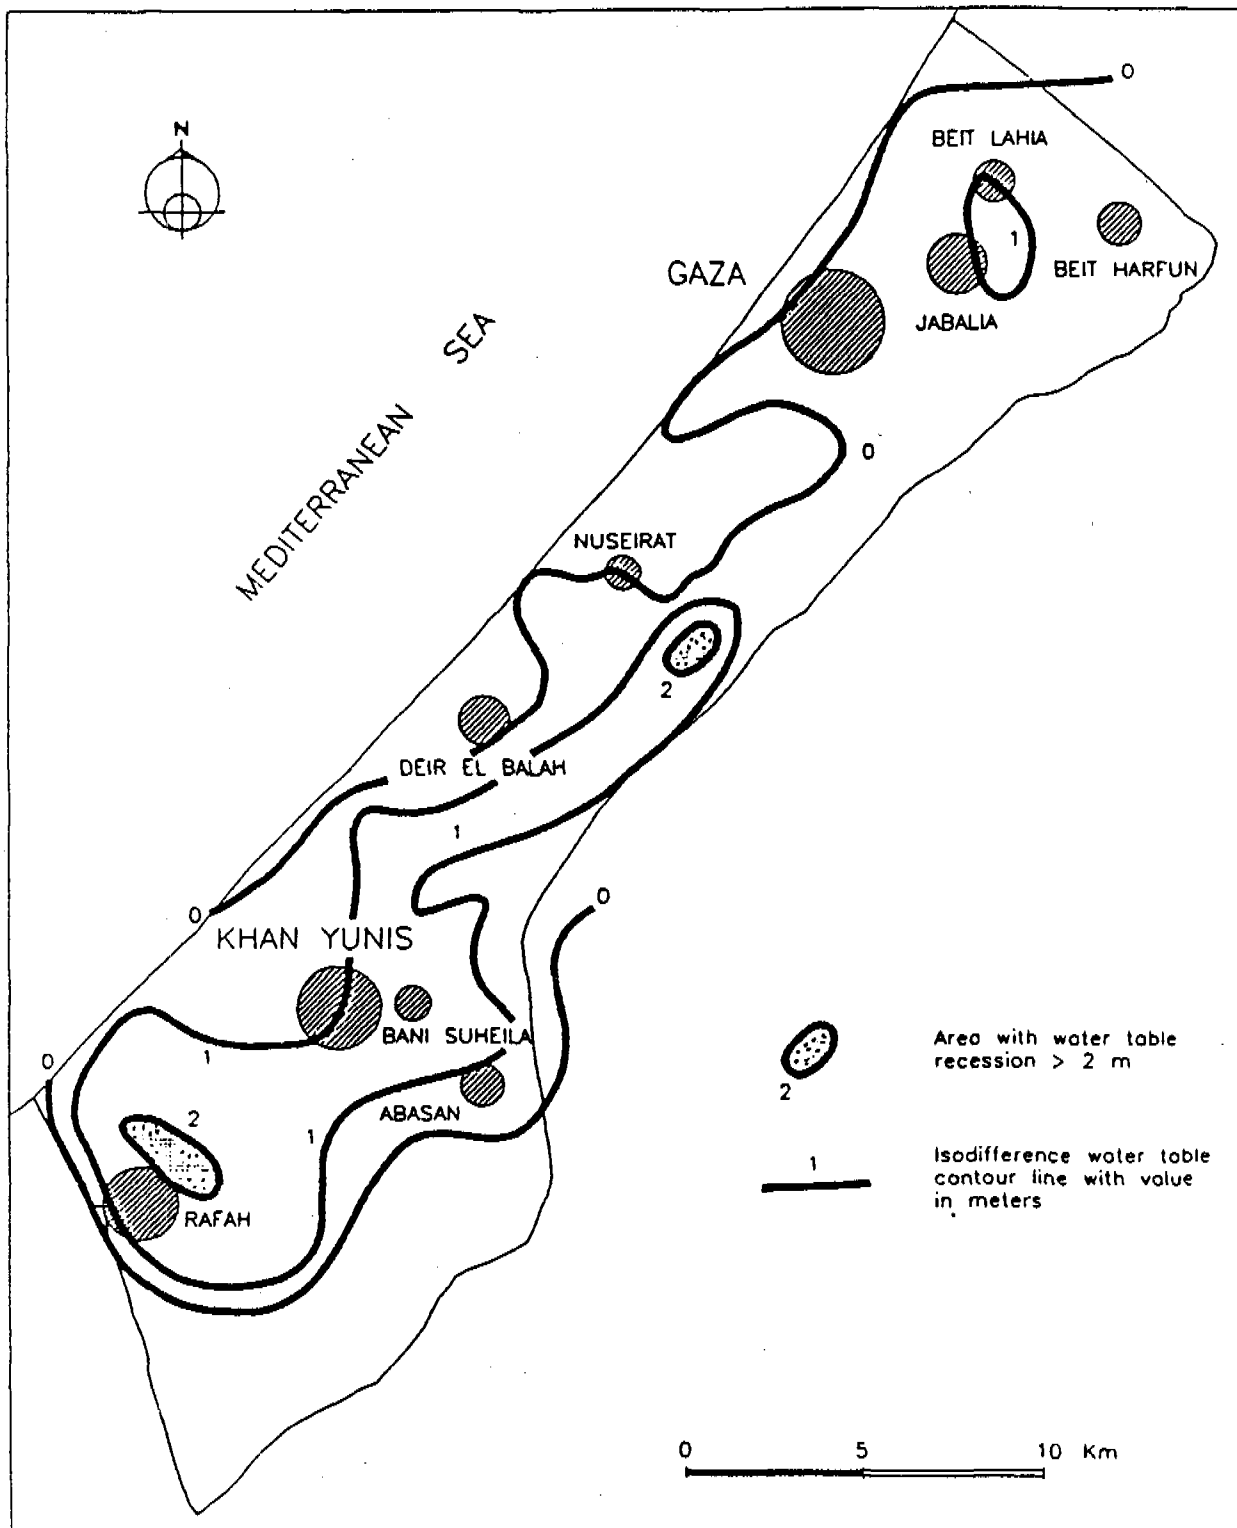 0
N
BEIT LAHIA
1
GAZA
BEIT HARFUN
JABALIA
MEDITERRANEAN SEA
0
NUSEIRAT
2
DEIR EL BALAH
1
0
0
KHAN YUNIS
BANI SUHEILA
0
1
Area with water table
recession > 2 m
2
ABASAN
2
1
1
Isodifference water table
contour line with value
in meters
RAFAH
0 5 10 Km